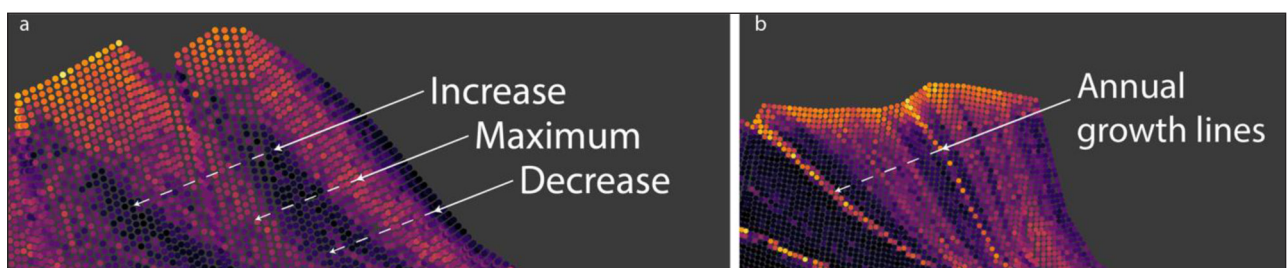 a
Increase
Maximum
Decrease
b
Annual
growth lines